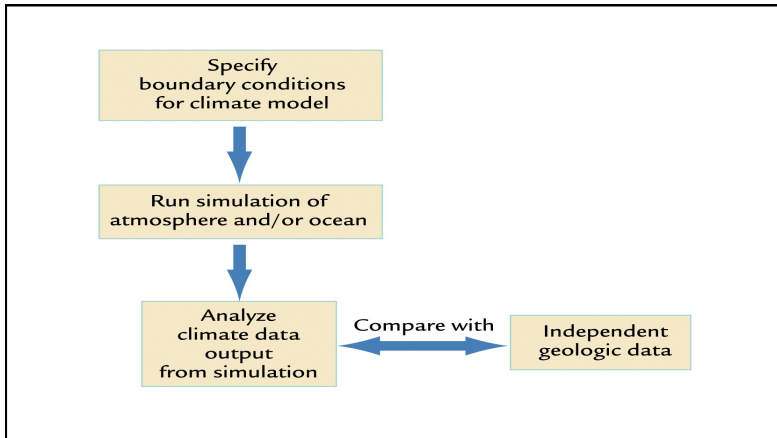 Specify
boundary conditions
for climate model
Run simulation of
atmosphere and/or ocean
Analyze
climate data
output
from simulation
Compare with
Independent
geologic data